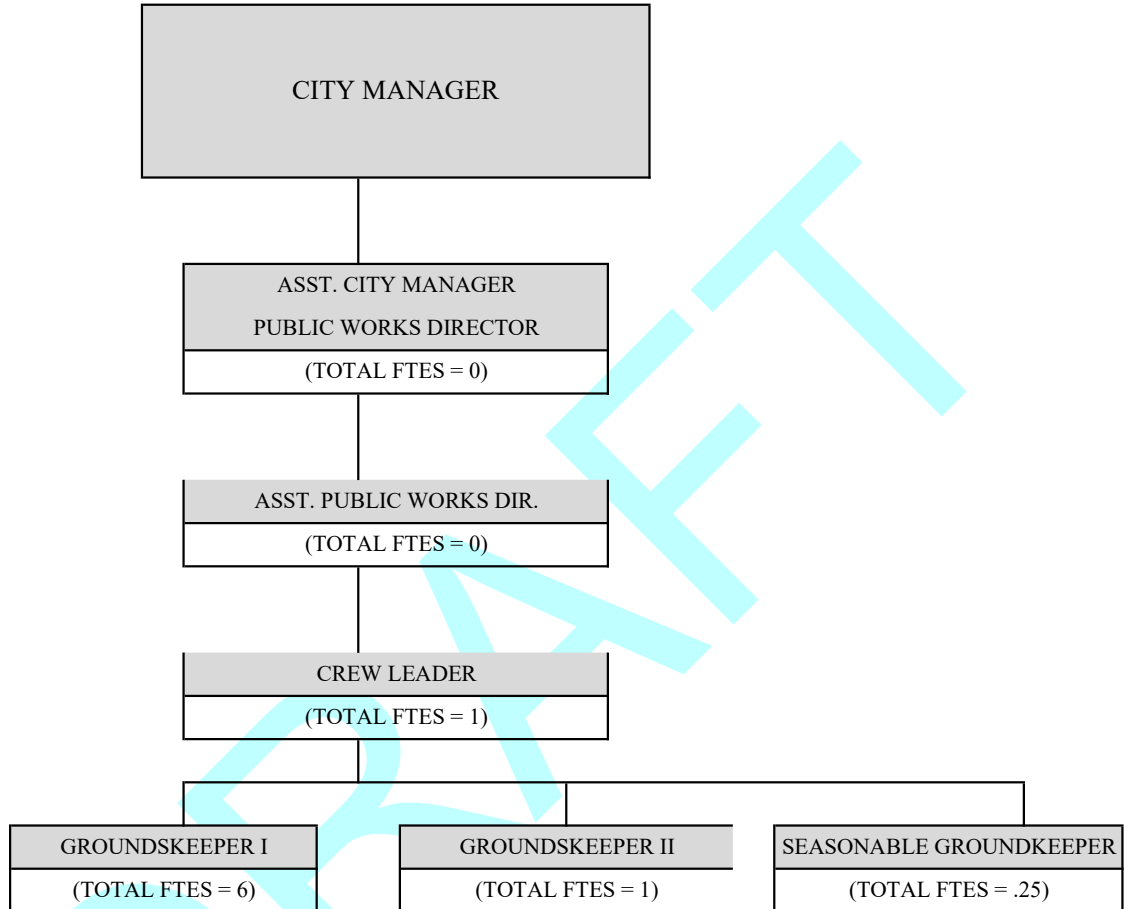 CITY MANAGER
ASST. CITY MANAGER
PUBLIC WORKS DIRECTOR
(TOTAL FTES = 0)
ASST. PUBLIC WORKS DIR.
(TOTAL FTES = 0)
CREW LEADER
(TOTAL FTES = 1)
GROUNDSKEEPER I
GROUNDSKEEPER II
SEASONABLE GROUNDKEEPER
(TOTAL FTES = 6)
(TOTAL FTES = 1)
(TOTAL FTES = .25)
RAFT